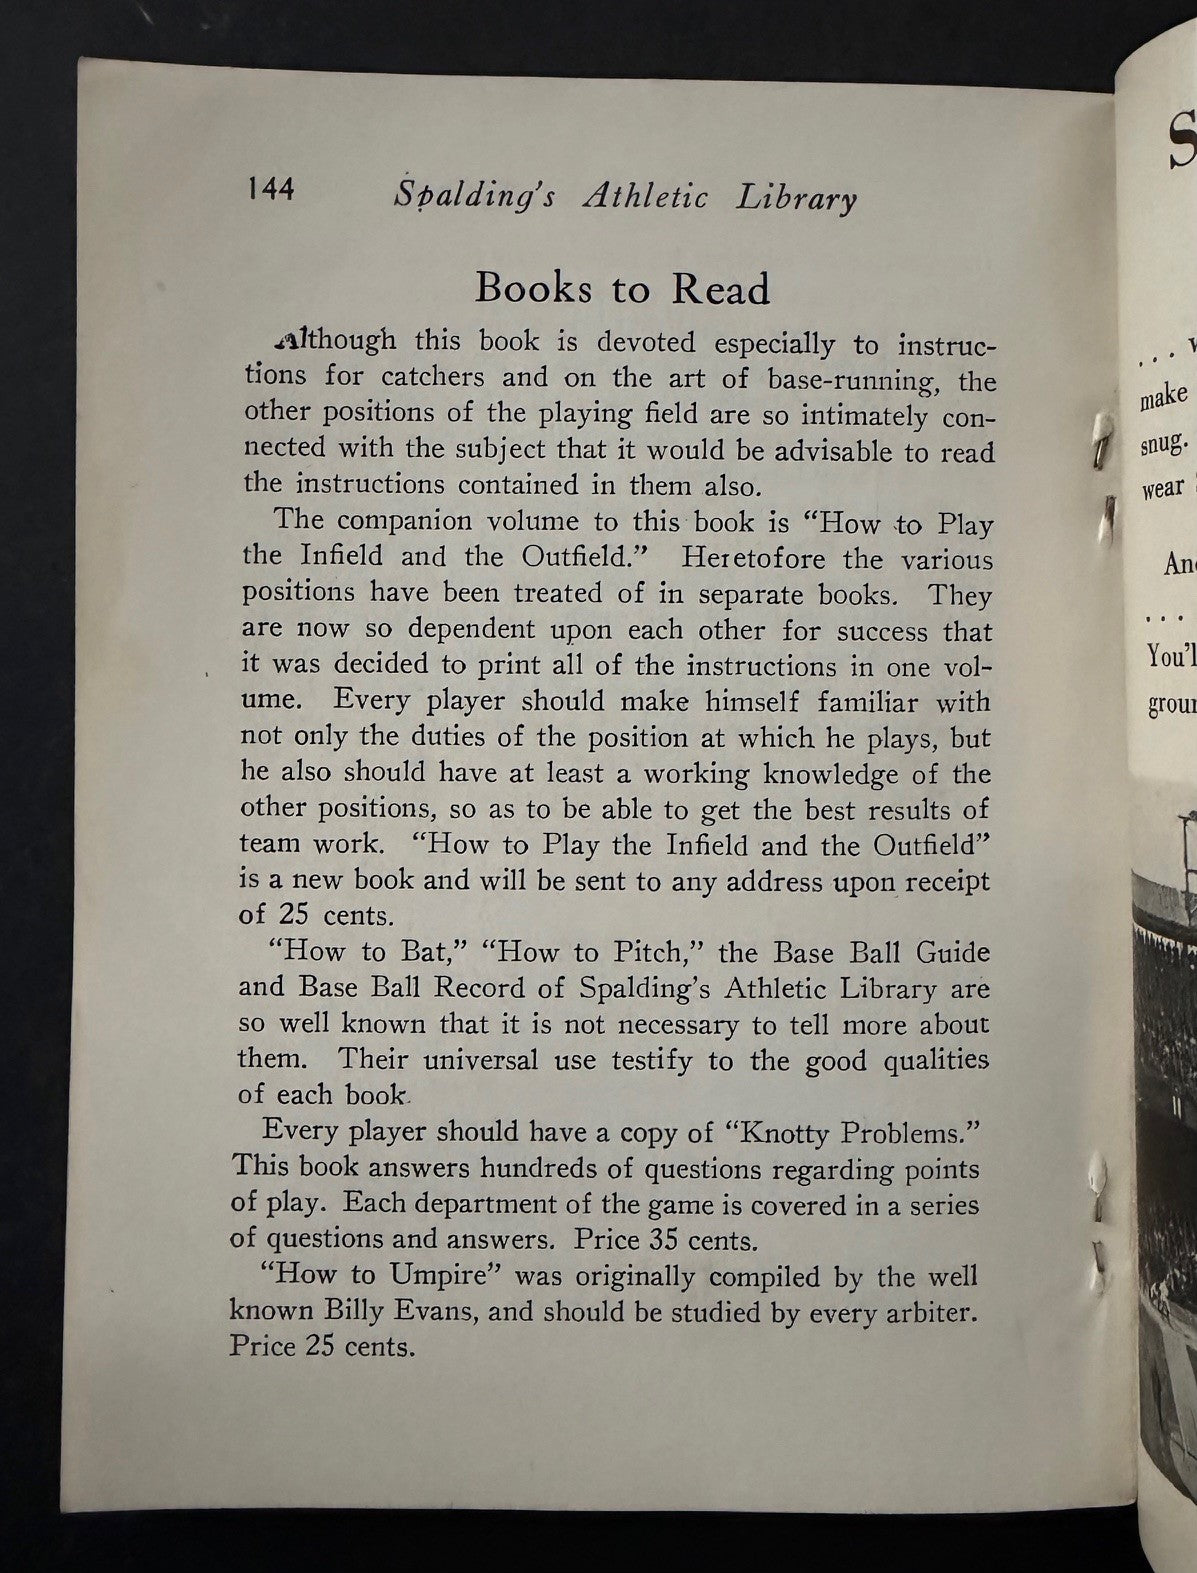 144 Spalding's Athletic Library
Books to Read
Although this book is devoted especially to instruc-
tions for catchers and on the art of base-running, the
other positions of the playing field are so intimately con-
nected with the subject that it would be advisable to read
the instructions contained in them also.
The companion volume to this book is “How to Play
the Infield and the Outfield.” Heretofore the various
positions have been treated of in separate books. They
are now so dependent upon each other for success that
it was decided to print all of the instructions in one vol-
ume. Every player should make himself familiar with
not only the duties of the position at which he plays, but
he also should have at least a working knowledge of the
other positions, so as to be able to get the best results of
team work. “How to Play the Infield and the Outfield”
is a new book and will be sent to any address upon receipt
of 25 cents.
“How to Bat,” “How to Pitch,” the Base Ball Guide
and Base Ball Record of Spalding's Athletic Library are
so well known that it is not necessary to tell more about
them. Their universal use testify to the good qualities
of each book.
Every player should have a copy of “Knotty Problems.”
This book answers hundreds of questions regarding points
of play. Each department of the game is covered in a series
of questions and answers. Price 35 cents.
“How to Umpire” was originally compiled by the well
known Billy Evans, and should be studied by every arbiter.
Price 25 cents.
make
snug.
wear